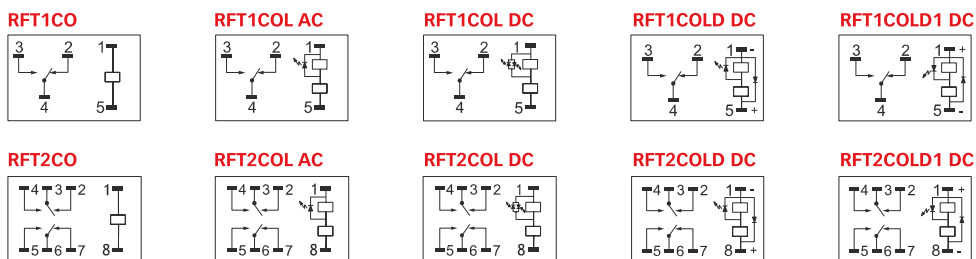 RFT1CO RFT1COL AC RFT1COL DC RFT1COLD DC RFT1COLD1 DC
3 2 1 3 2 1 3 2 1 3 2 1 - 3 2 1 +
4 5 4 5 4 5 4 5 + 4 5 -
RFT2CO RFT2COL AC RFT2COL DC RFT2COLD DC RFT2COLD1 DC
4 3 2 1 4 3 2 1 4 3 2 1 4 3 2 1 - 4 3 2 1 +
5 6 7 8 5 6 7 8 5 6 7 8 5 6 7 8 + 5 6 7 8 -